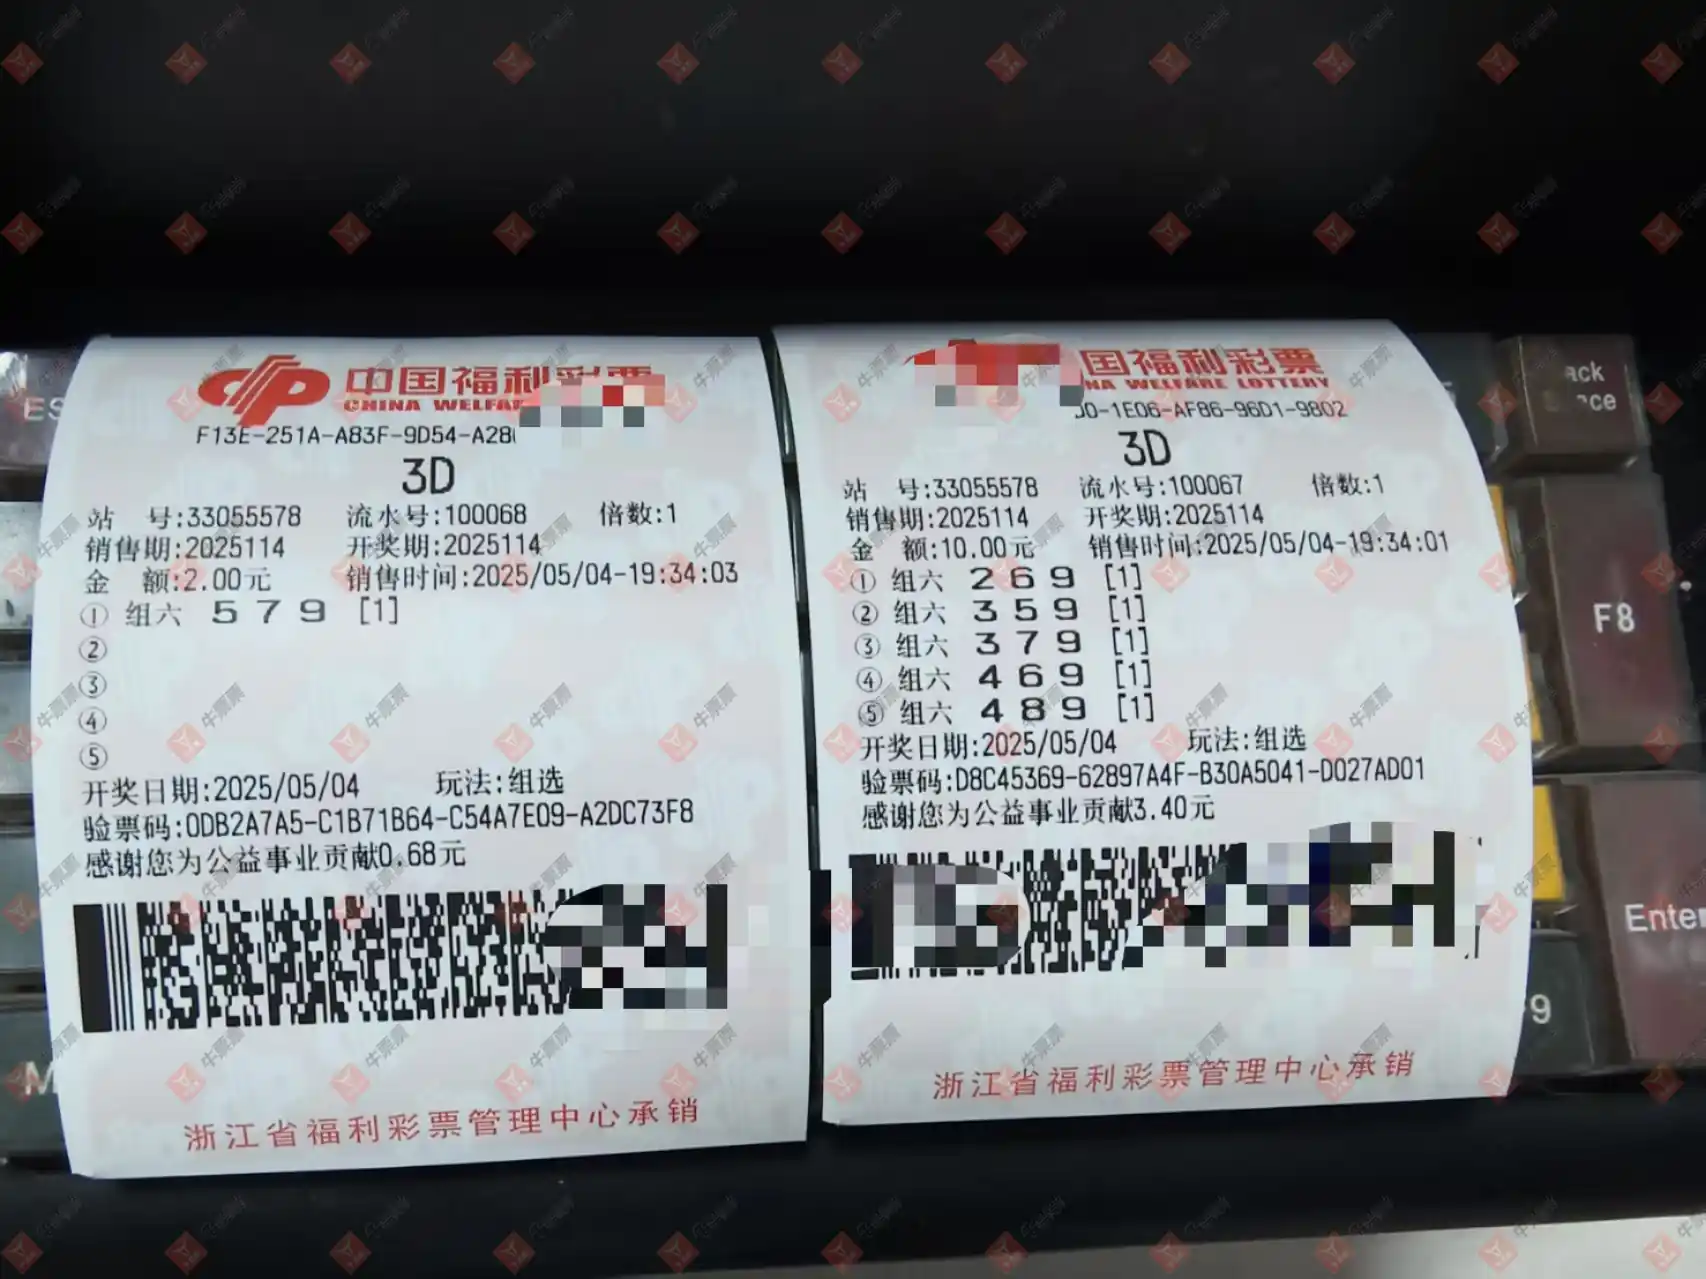 中国福利彩票
CHINA WELFA
F13E-251A-A83F-9D54-A28
3D
站 号:33055578 流水号:100068 倍数:1
销售期:2025114 开奖期:2025114
金 额:2.00元 销售时间:2025/05/04-19:34:03
① 组六 5 7 9 [1]
②
③
④
⑤
开奖日期:2025/05/04 玩法:组选
验票码:0DB2A7A5-C1B71B64-C54A7E09-A2DC73F8
感谢您为公益事业贡献0.68元
浙江省福利彩票管理中心承销
国福利彩票
NA WELFARE LOTTERY
0-1E06-AF86-96D1-9802
3D
站 号:33055578 流水号:100067 倍数:1
销售期:2025114 开奖期:2025114
金 额:10.00元 销售时间:2025/05/04-19:34:01
① 组六 2 6 9 [1]
② 组六 3 5 9 [1]
③ 组六 3 7 9 [1]
④ 组六 4 6 9 [1]
⑤ 组六 4 8 9 [1]
开奖日期:2025/05/04 玩法:组选
验票码:D8C45369-62897A4F-B30A5041-D027AD01
感谢您为公益事业贡献3.40元
浙江省福利彩票管理中心承销
ES
M
ack
ce
F8
Enter
9
牛票票